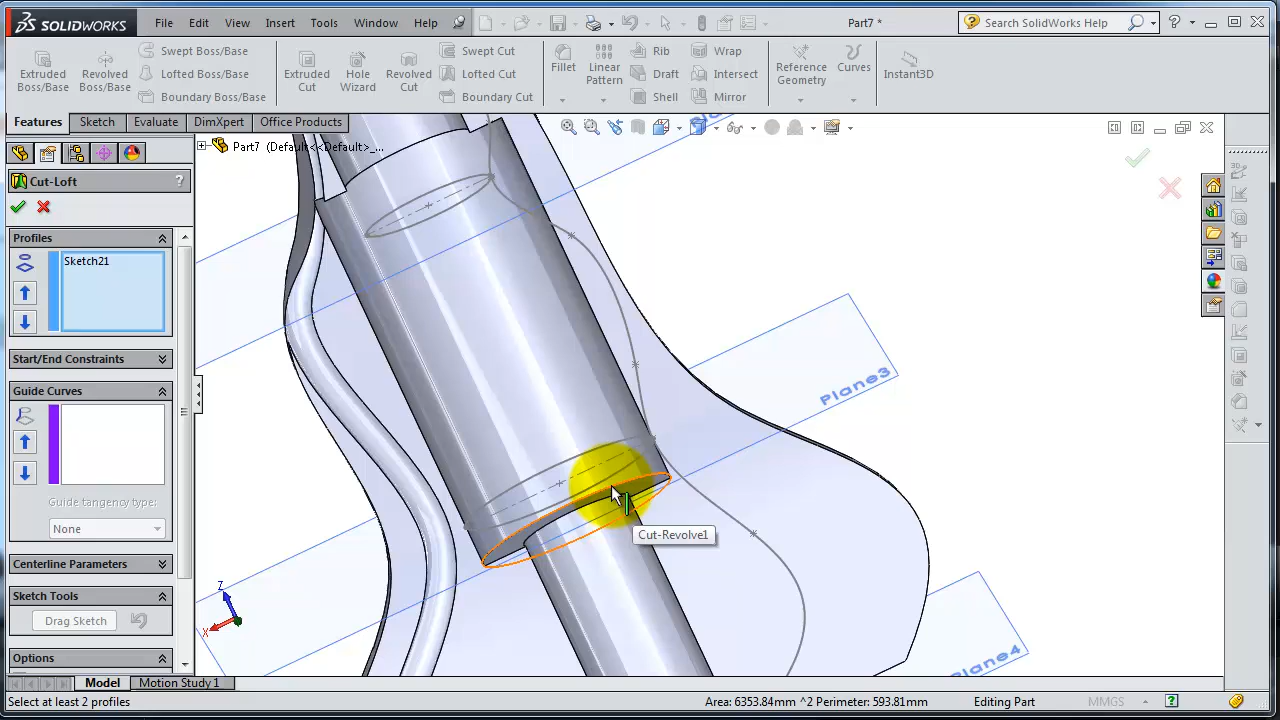 SOLIDWORKS
File Edit View Insert Tools Window Help
Part7 *
Search SolidWorks Help
Extruded Boss/Base
Revolved Boss/Base
Swept Boss/Base
Lofted Boss/Base
Boundary Boss/Base
Extruded Cut
Hole Wizard
Revolved Cut
Swept Cut
Lofted Cut
Boundary Cut
Fillet
Linear Pattern
Rib
Draft
Shell
Wrap
Intersect
Mirror
Reference Geometry
Curves
Instant3D
Features Sketch Evaluate DimXpert Office Products
Part7 (Default<<Default>_...
Cut-Loft ?
Profiles
Sketch21
Start/End Constraints
Guide Curves
Guide tangency type:
None
Centerline Parameters
Sketch Tools
Drag Sketch
Options
Plane3
Cut-Revolve1
Plane4
Z
X
Model Motion Study 1
Select at least 2 profiles
Area: 6353.84mm ^2 Perimeter: 593.81mm
Editing Part
MMGS